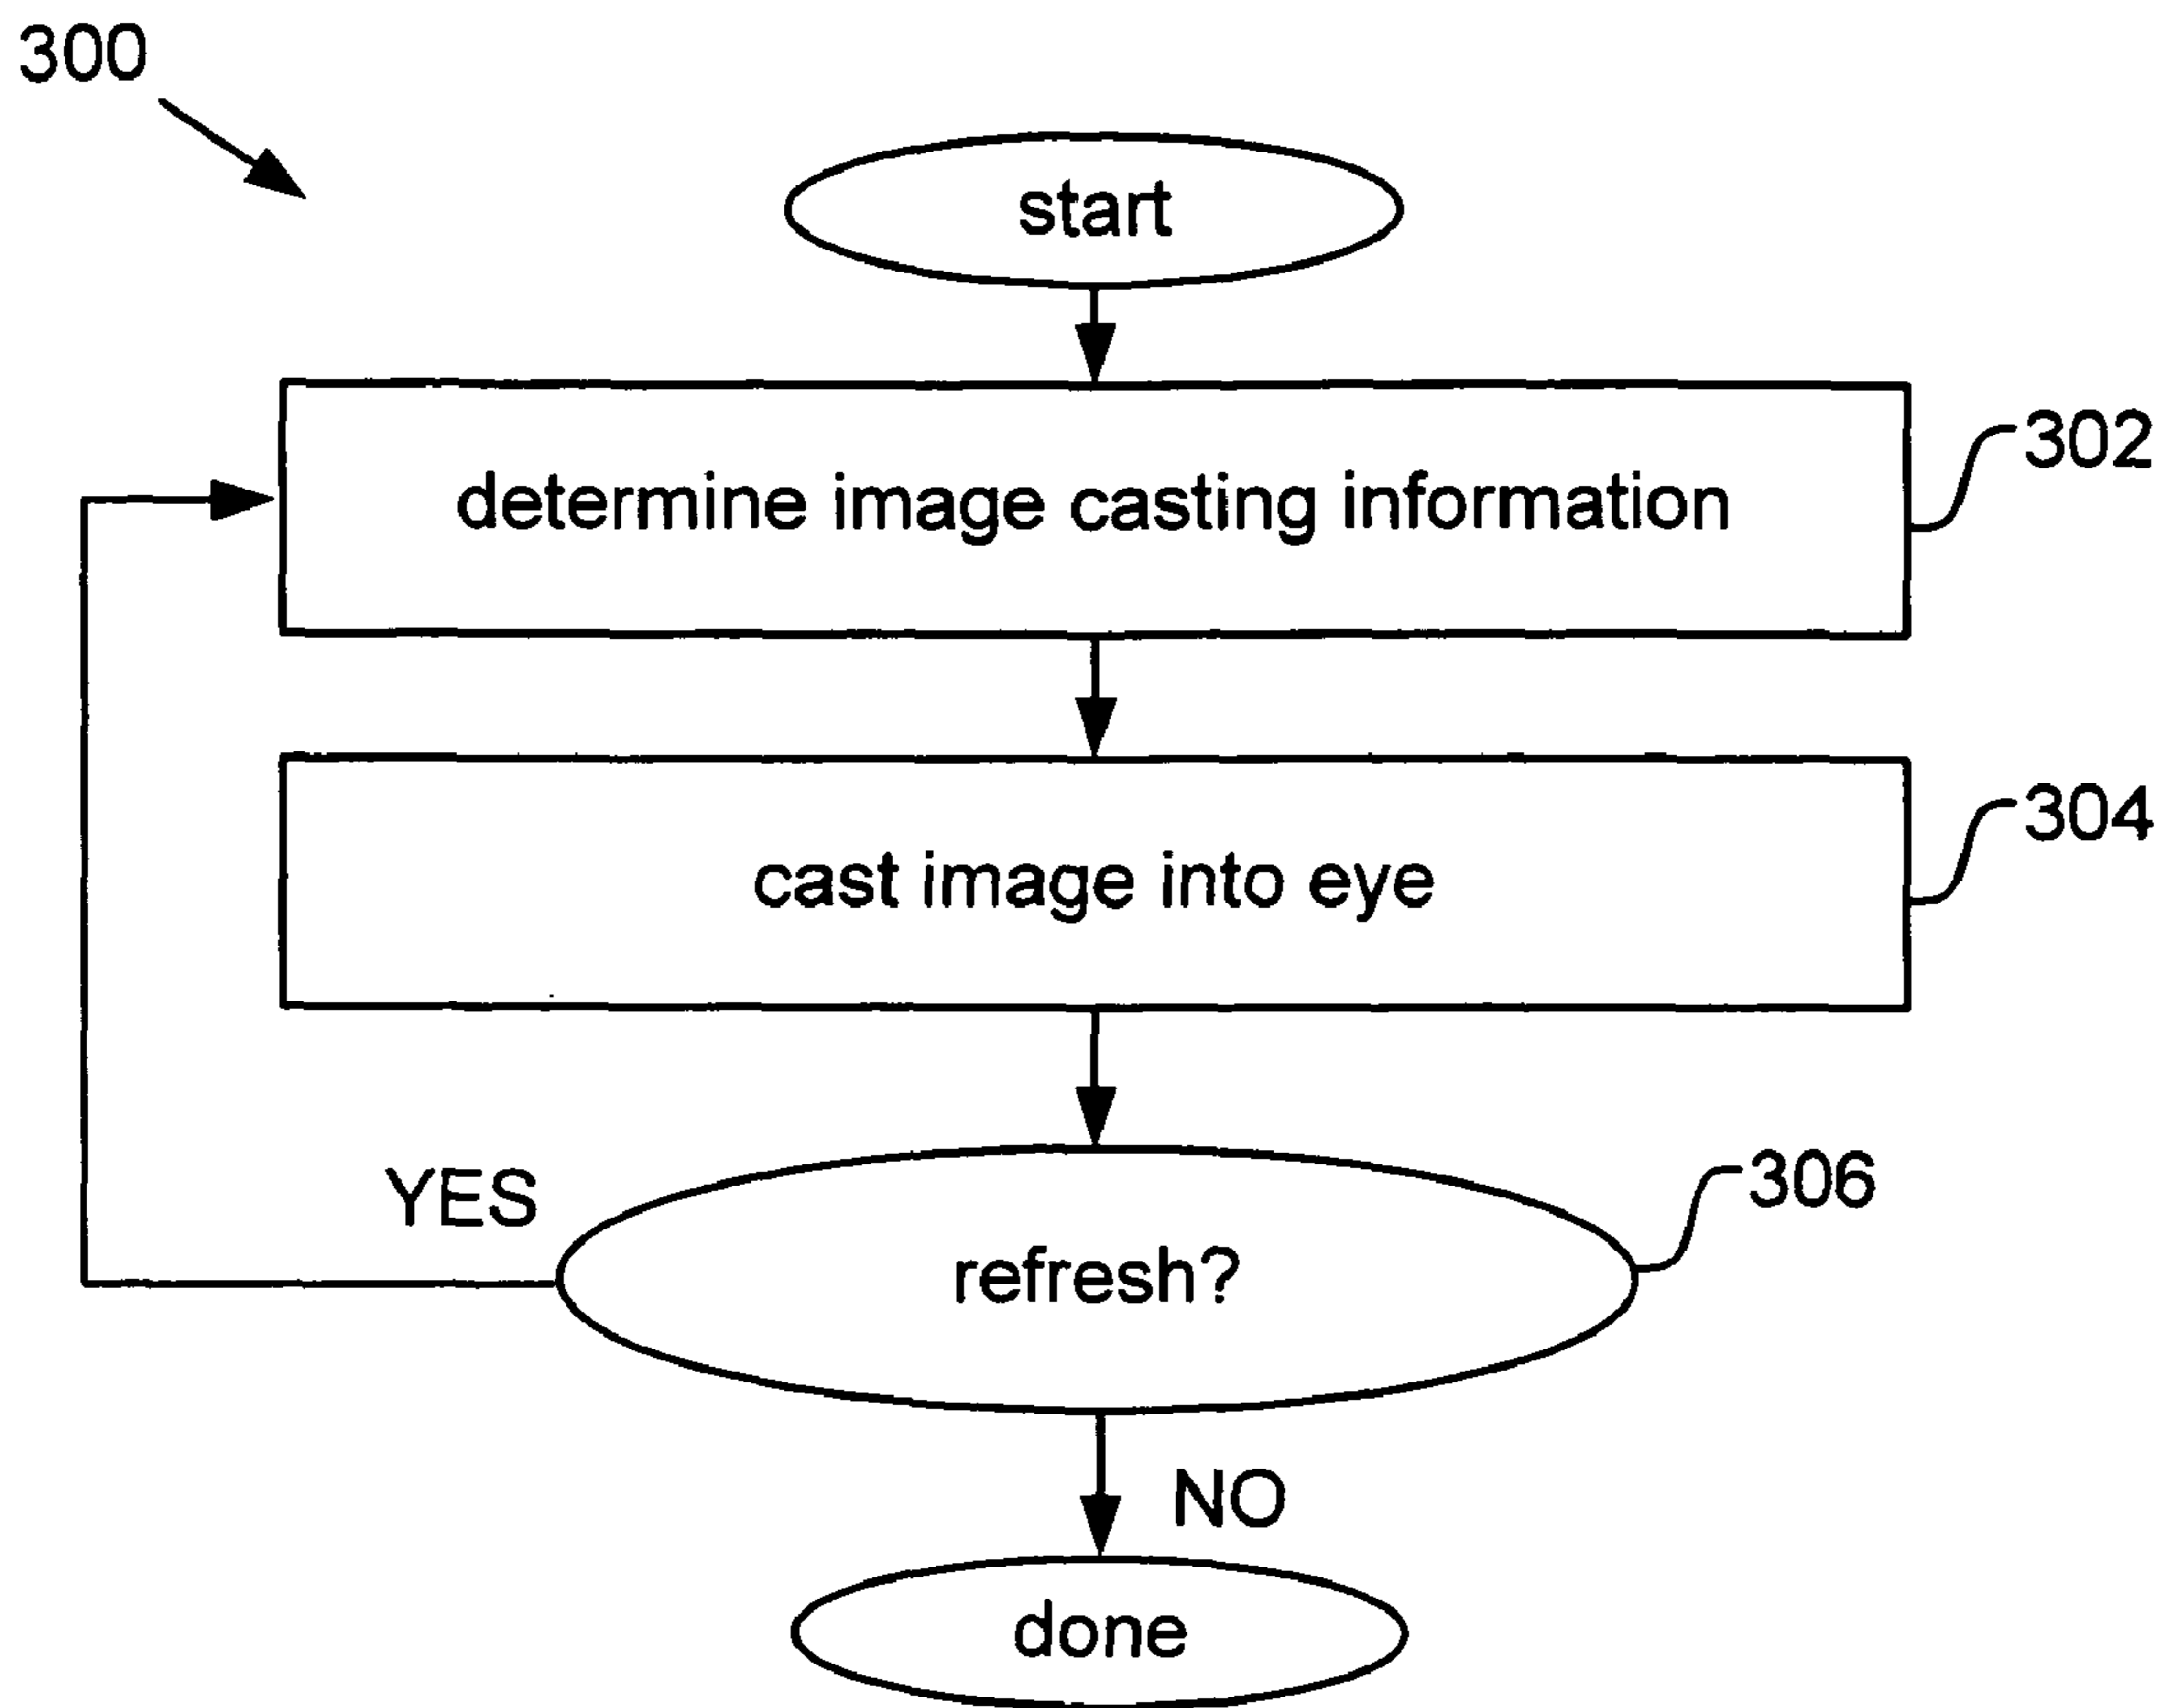 300
start
determine image casting information
302
cast image into eye
304
YES
refresh?
306
NO
done